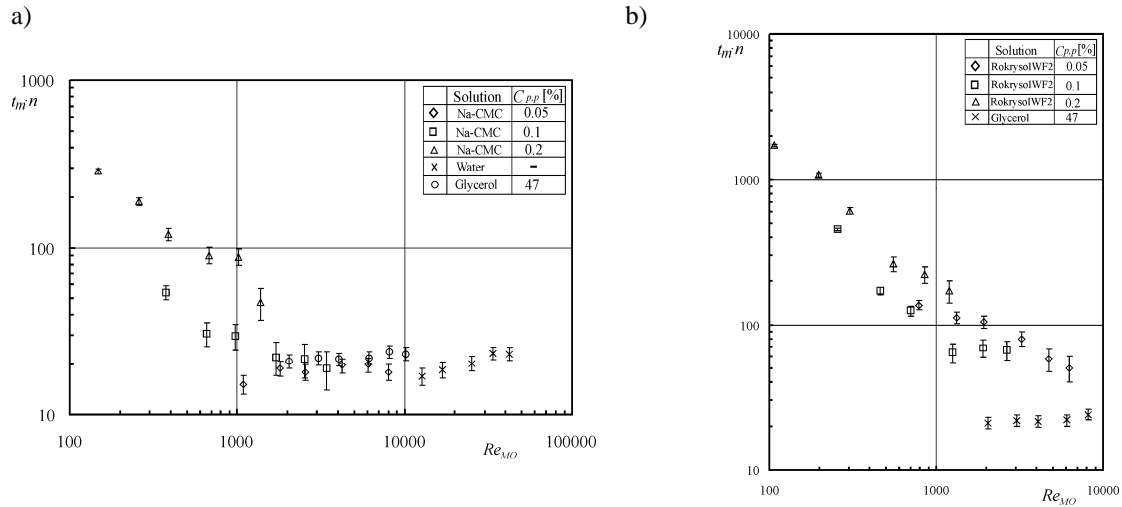 a)
1000
t_m·n
Solution C_p.p [%]
Na-CMC 0.05
Na-CMC 0.1
Na-CMC 0.2
Water –
Glycerol 47
100
10
100 1000 10000 100000
Re_MO
b)
10000
t_m·n
Solution C_p.p [%]
RokrysolWF2 0.05
RokrysolWF2 0.1
RokrysolWF2 0.2
Glycerol 47
1000
100
10
100 1000 10000
Re_MO